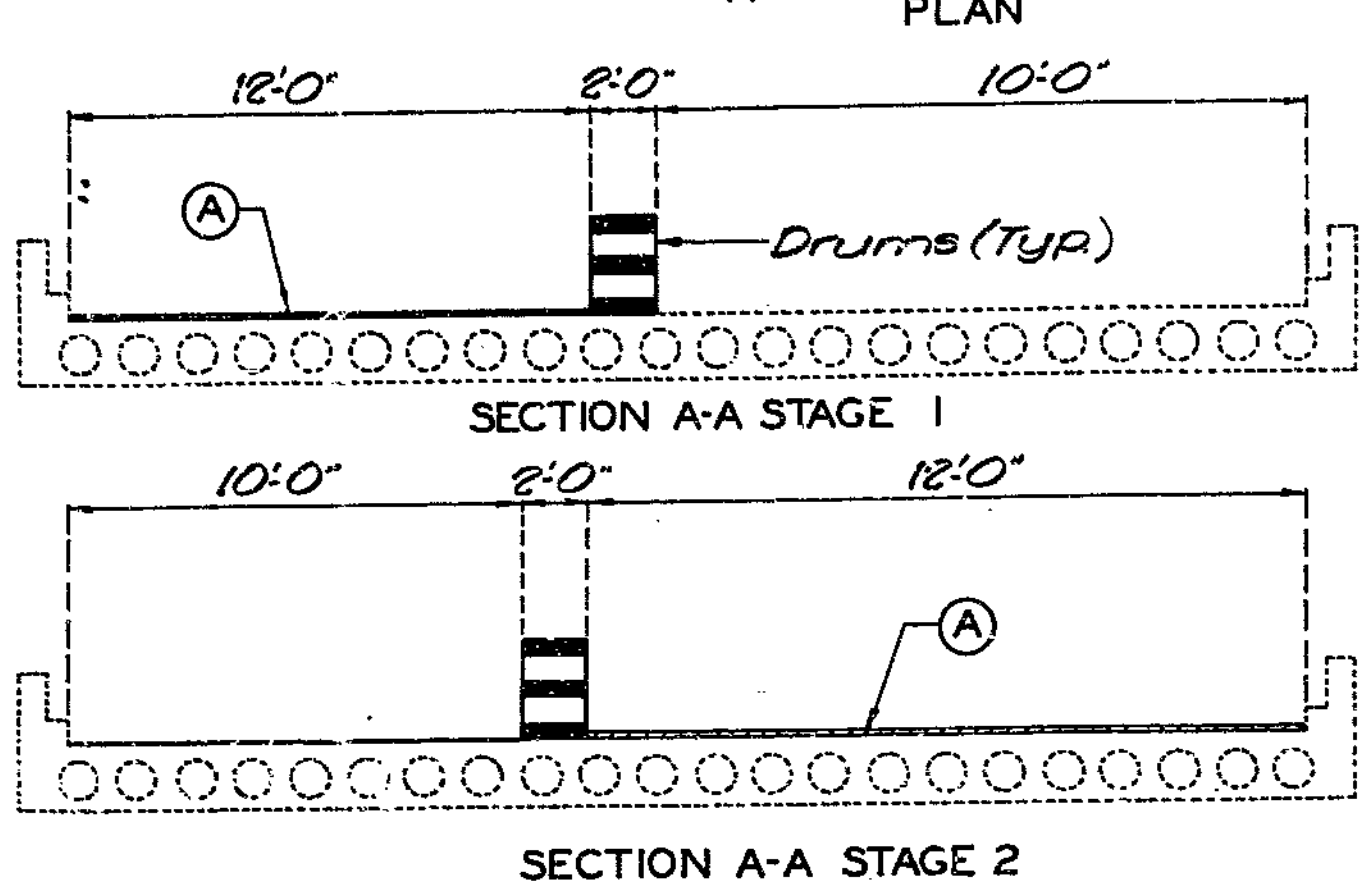 PLAN
12'-0" 2'-0" 10'-0"
A
Drums (Typ.)
SECTION A-A STAGE 1
10'-0" 2'-0" 12'-0"
A
SECTION A-A STAGE 2